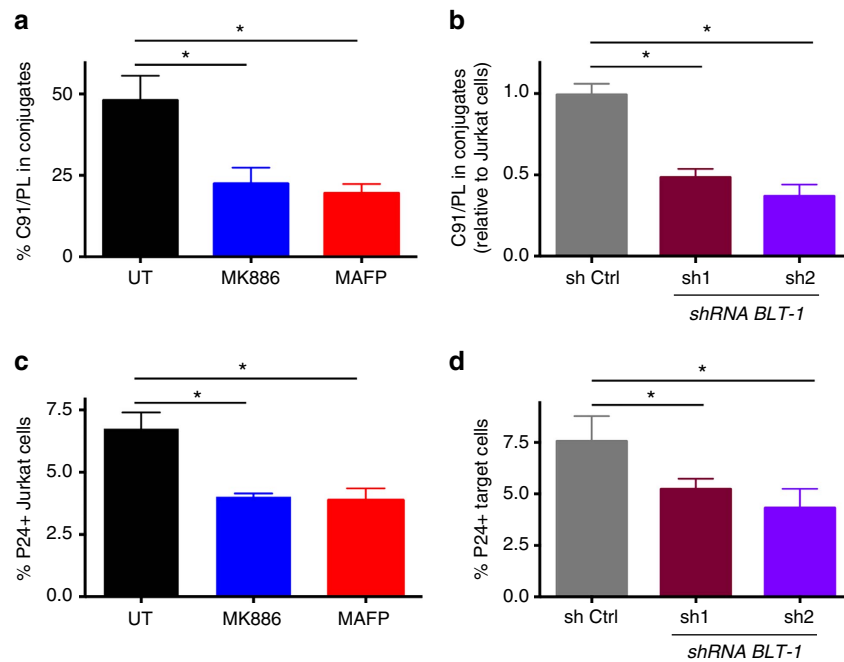 a
* 
*
% C91/PL in conjugates
50
25
0
UT MK886 MAFP
b
*
*
C91/PL in conjugates
(relative to Jurkat cells)
1.0
0.5
0.0
sh Ctrl sh1 sh2
shRNA BLT-1
c
*
*
% P24+ Jurkat cells
7.5
5.0
2.5
0.0
UT MK886 MAFP
d
*
*
% P24+ target cells
7.5
5.0
2.5
0.0
sh Ctrl sh1 sh2
shRNA BLT-1